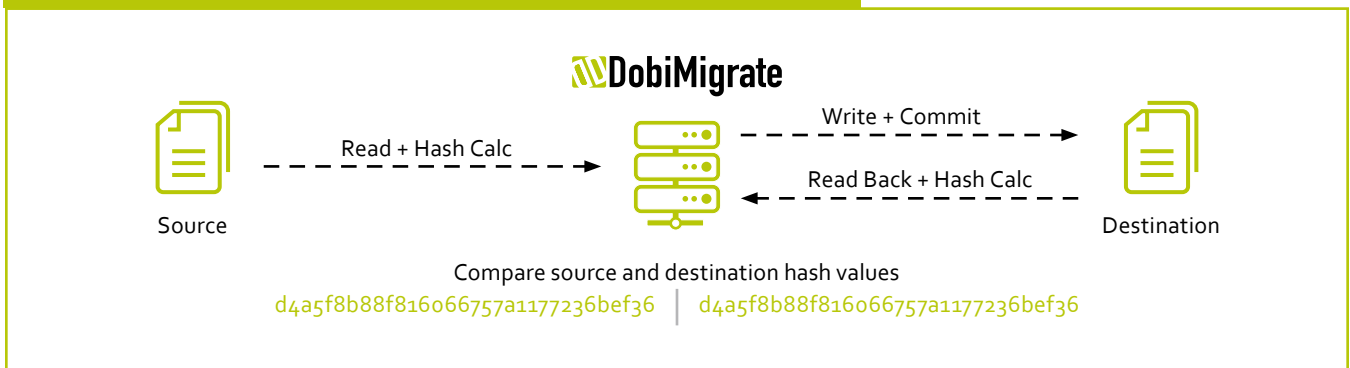 DobiMigrate
Read + Hash Calc
Write + Commit
Read Back + Hash Calc
Source
Destination
Compare source and destination hash values
d4a5f8b88f816066757a1177236bef36 | d4a5f8b88f816066757a1177236bef36